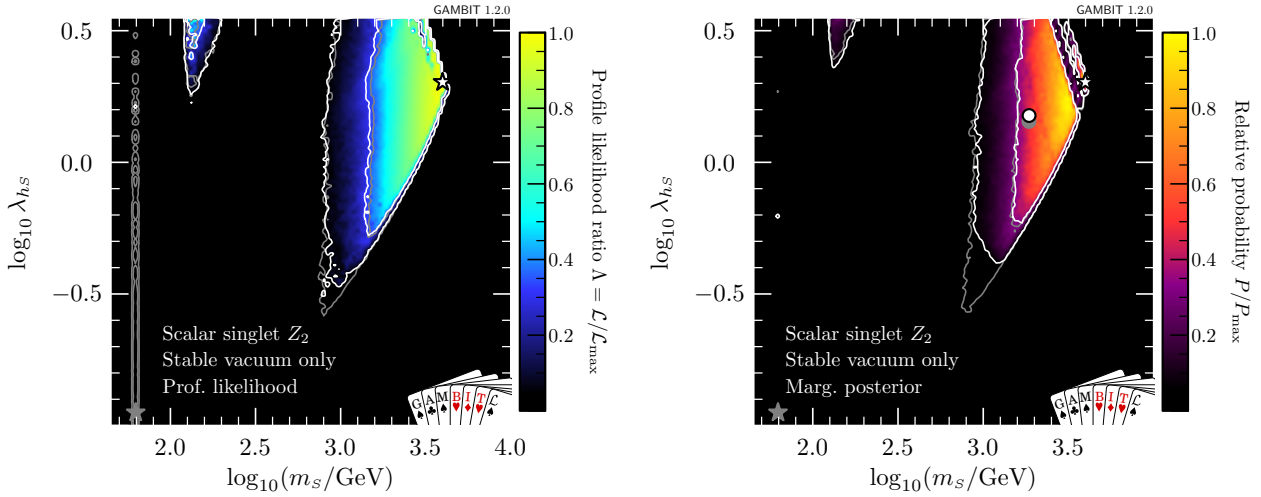 GAMBIT 1.2.0
0.5
0.0
−0.5
log₁₀ λₕₛ
2.0 2.5 3.0 3.5 4.0
log₁₀(mₛ/GeV)
Scalar singlet Z₂
Stable vacuum only
Prof. likelihood
G A M B I T L
1.0
0.8
0.6
0.4
0.2
Profile likelihood ratio Λ = ℒ/ℒmax
GAMBIT 1.2.0
0.5
0.0
−0.5
log₁₀ λₕₛ
2.0 2.5 3.0 3.5
log₁₀(mₛ/GeV)
Scalar singlet Z₂
Stable vacuum only
Marg. posterior
G A M B I T L
1.0
0.8
0.6
0.4
0.2
Relative probability P/Pmax